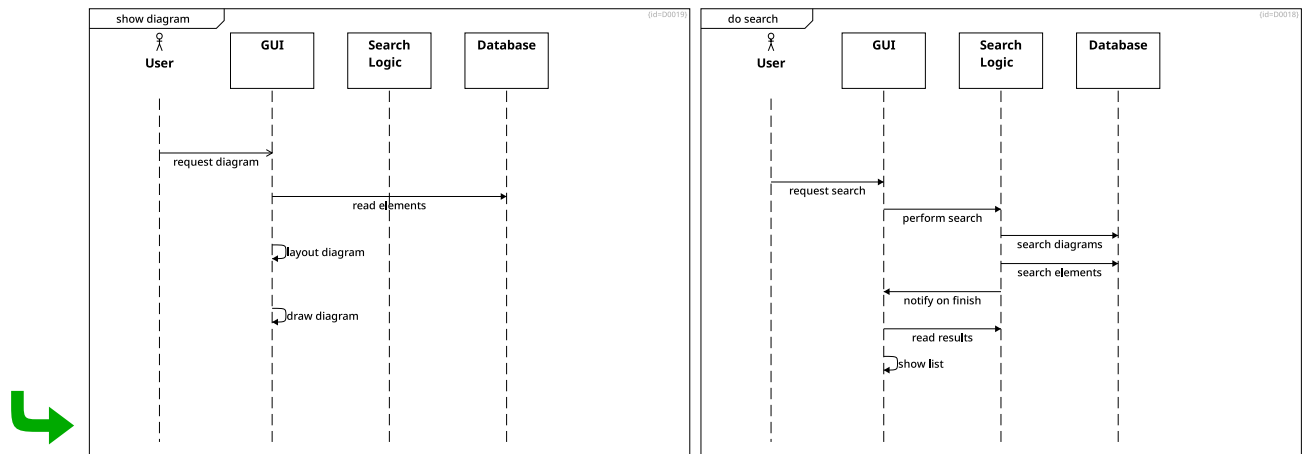 show diagram
{id=D0019}
User
GUI
Search
Logic
Database
request diagram
read elements
layout diagram
draw diagram
do search
{id=D0018}
User
GUI
Search
Logic
Database
request search
perform search
search diagrams
search elements
notify on finish
read results
show list